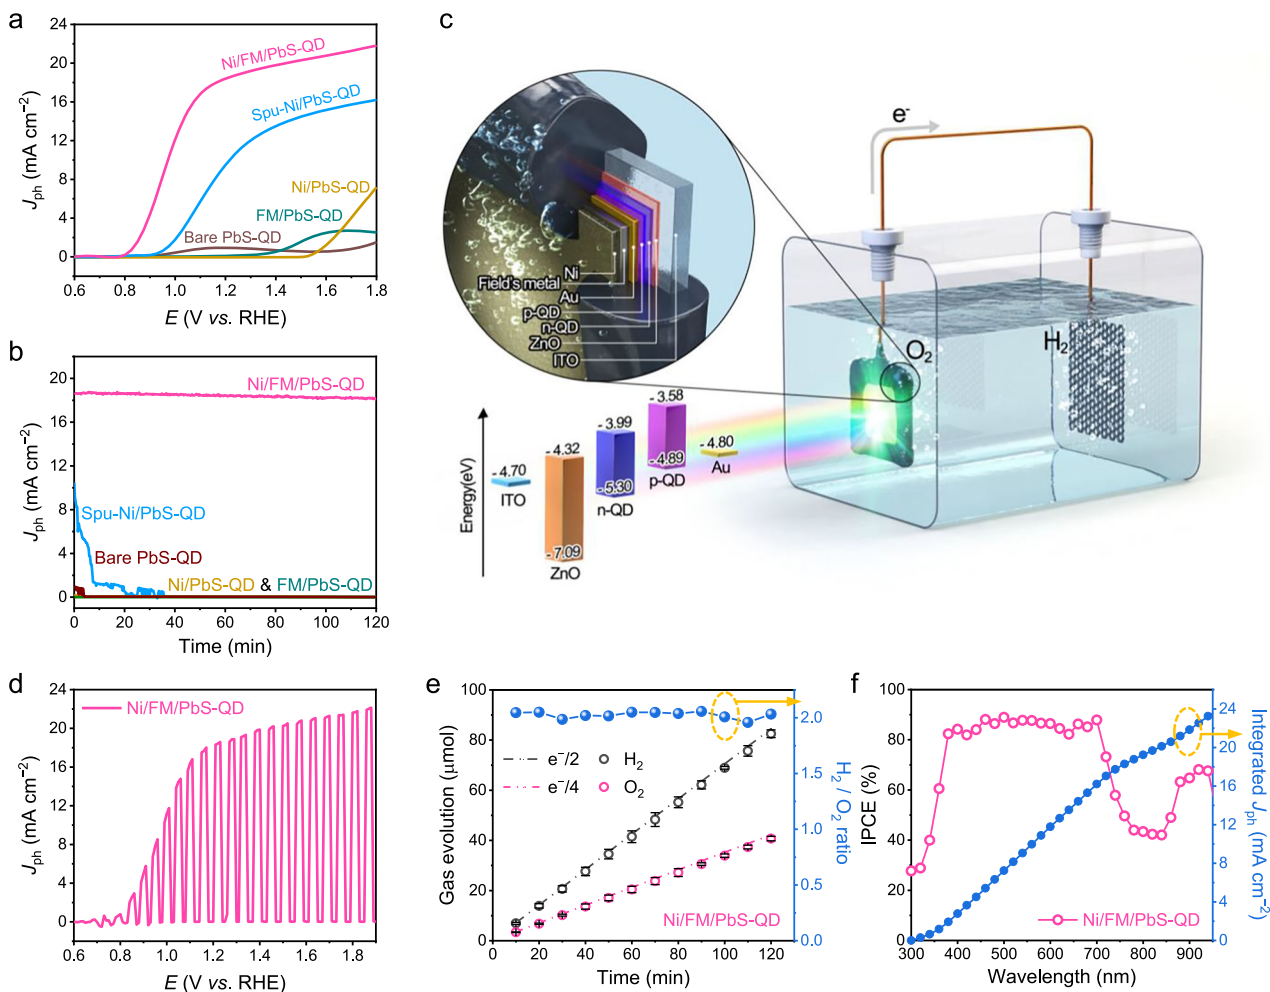 a
24
20
16
12
8
4
0
J_ph (mA cm⁻²)
Ni/FM/PbS-QD
Spu-Ni/PbS-QD
Ni/PbS-QD
FM/PbS-QD
Bare PbS-QD
0.6 0.8 1.0 1.2 1.4 1.6 1.8
E (V vs. RHE)
b
20
16
12
8
4
0
J_ph (mA cm⁻²)
Ni/FM/PbS-QD
Spu-Ni/PbS-QD
Bare PbS-QD
Ni/PbS-QD & FM/PbS-QD
0 20 40 60 80 100 120
Time (min)
c
e⁻
Ni
Field's metal
Au
p-QD
n-QD
ZnO
ITO
O₂
H₂
Energy(eV)
- 4.70
ITO
- 4.32
- 7.09
ZnO
- 3.99
- 5.30
n-QD
- 3.58
- 4.89
p-QD
- 4.80
Au
d
24
20
16
12
8
4
0
J_ph (mA cm⁻²)
Ni/FM/PbS-QD
0.6 0.8 1.0 1.2 1.4 1.6 1.8
E (V vs. RHE)
e
100
80
60
40
20
0
Gas evolution (μmol)
e⁻/2 H₂
e⁻/4 O₂
Ni/FM/PbS-QD
0 20 40 60 80 100 120
Time (min)
2.0
1.5
1.0
0.5
0.0
H₂ / O₂ ratio
f
100
80
60
40
20
0
IPCE (%)
Ni/FM/PbS-QD
300 400 500 600 700 800 900
Wavelength (nm)
24
20
16
12
8
4
0
Integrated J_ph (mA cm⁻²)